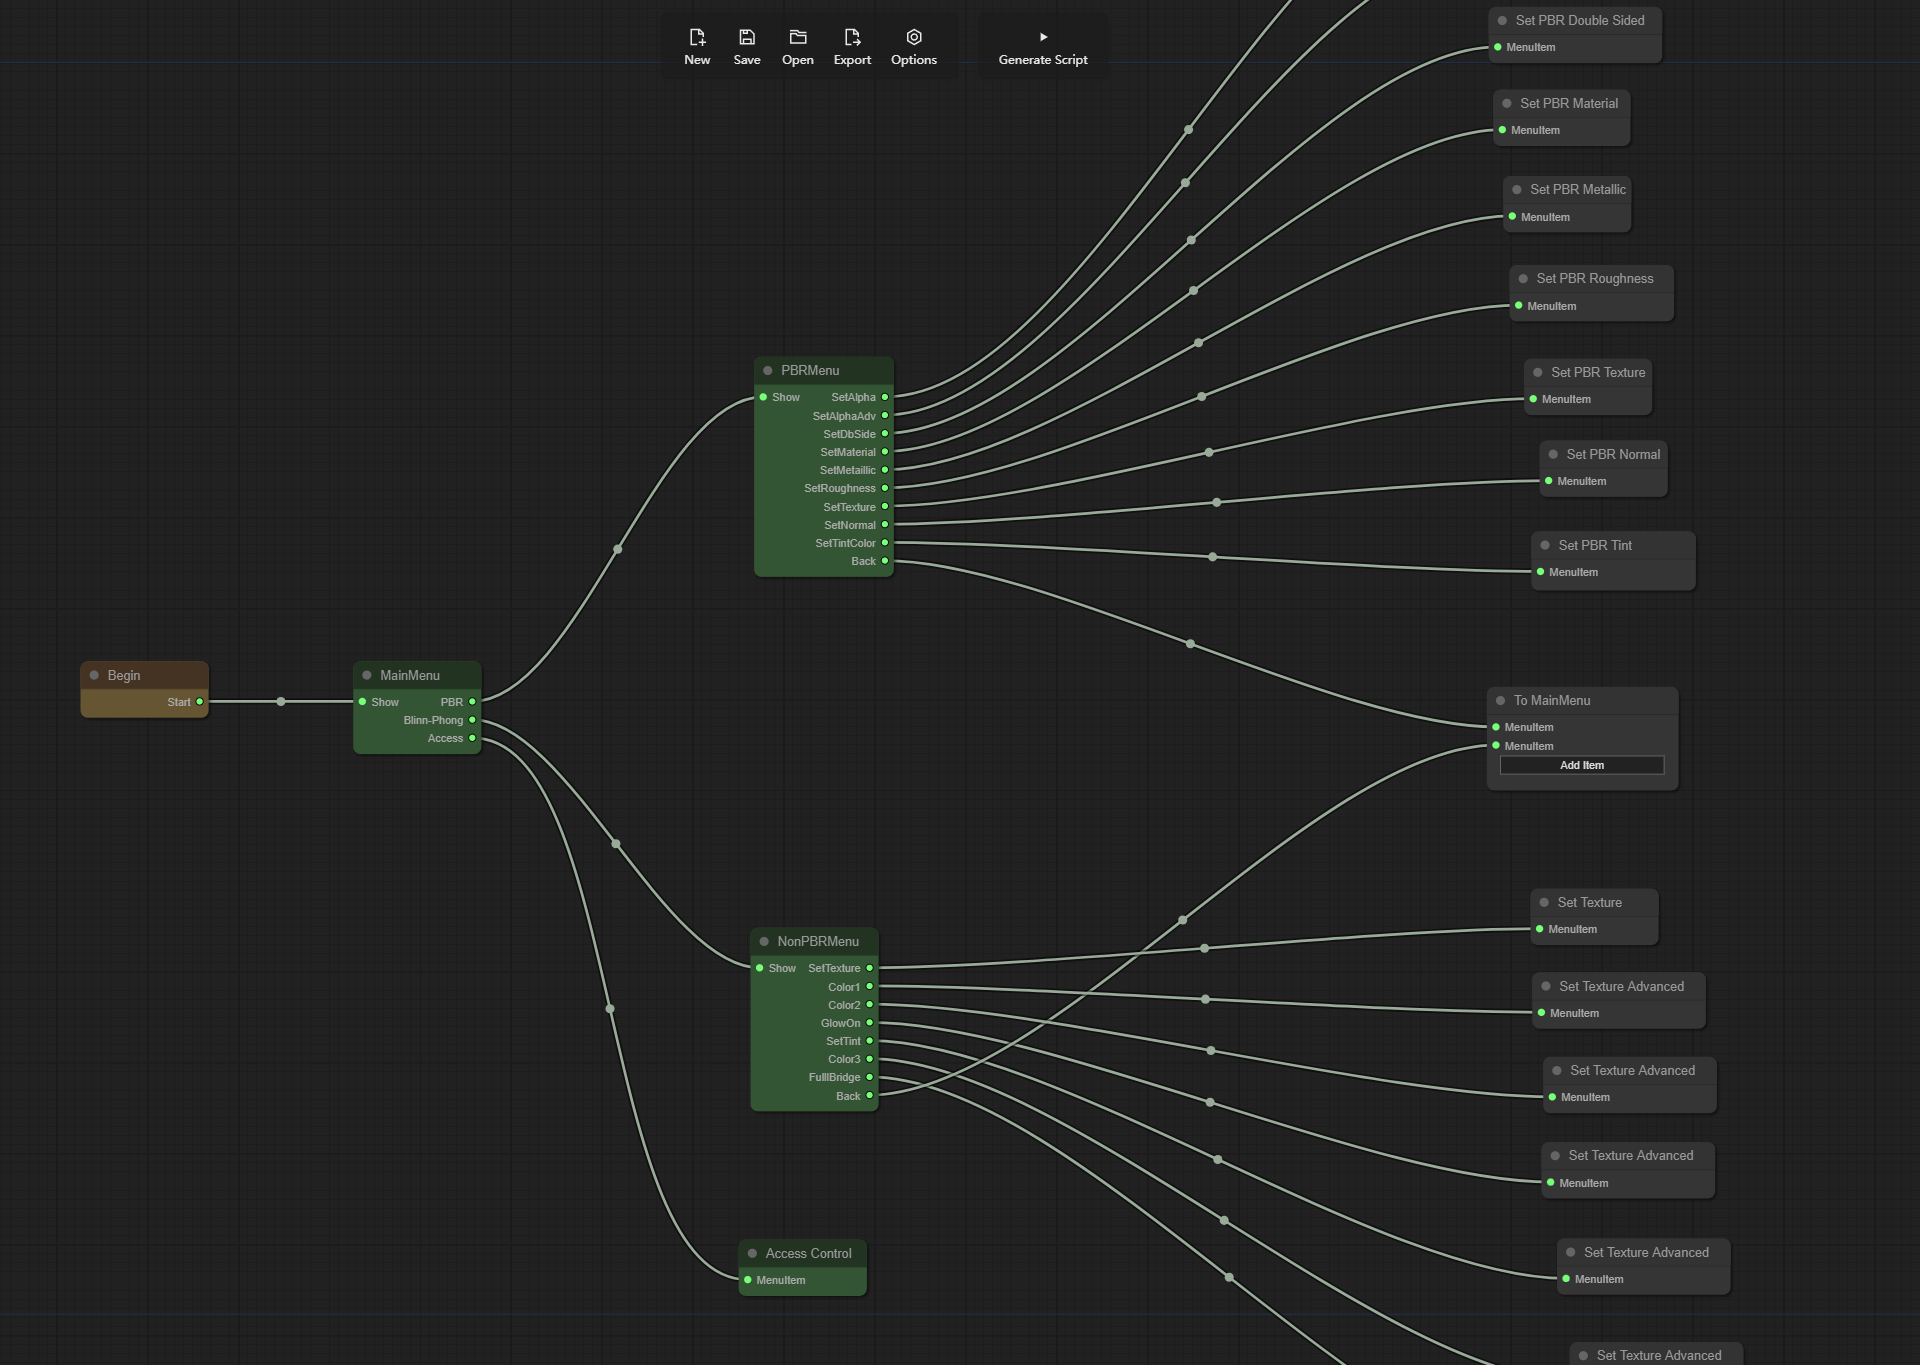 New Save Open Export Options Generate Script
Set PBR Double Sided
MenuItem
Set PBR Material
MenuItem
Set PBR Metallic
MenuItem
Set PBR Roughness
MenuItem
Set PBR Texture
MenuItem
Set PBR Normal
MenuItem
Set PBR Tint
MenuItem
PBRMenu
Show SetAlpha
SetAlphaAdv
SetDbSide
SetMaterial
SetMetaillic
SetRoughness
SetTexture
SetNormal
SetTintColor
Back
Begin
Start
MainMenu
Show PBR
Blinn-Phong
Access
To MainMenu
MenuItem
MenuItem
Add Item
NonPBRMenu
Show SetTexture
Color1
Color2
GlowOn
SetTint
Color3
FulllBridge
Back
Set Texture
MenuItem
Set Texture Advanced
MenuItem
Set Texture Advanced
MenuItem
Set Texture Advanced
MenuItem
Set Texture Advanced
MenuItem
Set Texture Advanced
Access Control
MenuItem